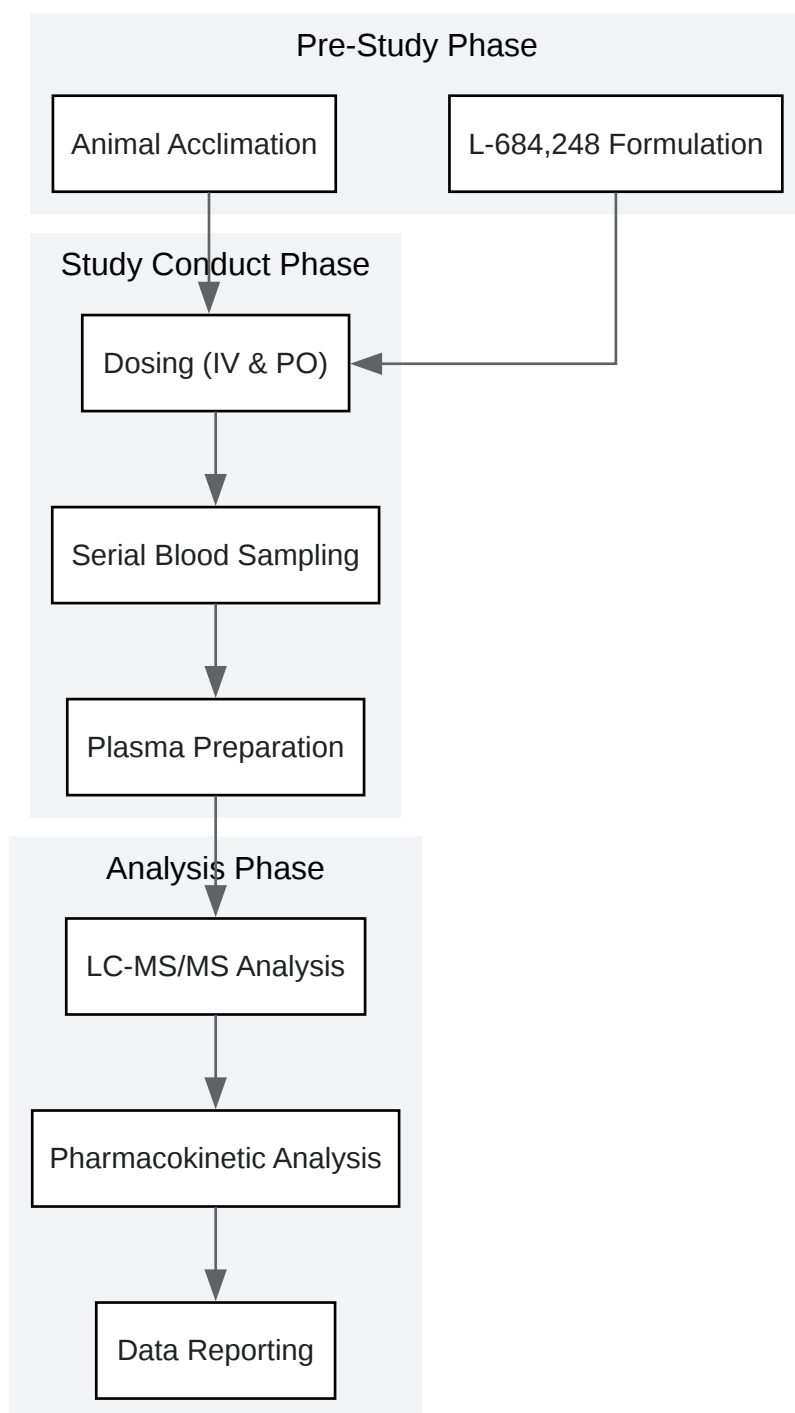 Pre-Study Phase
Animal Acclimation
L-684,248 Formulation
Study Conduct Phase
Dosing (IV & PO)
Serial Blood Sampling
Plasma Preparation
Analysis Phase
LC-MS/MS Analysis
Pharmacokinetic Analysis
Data Reporting